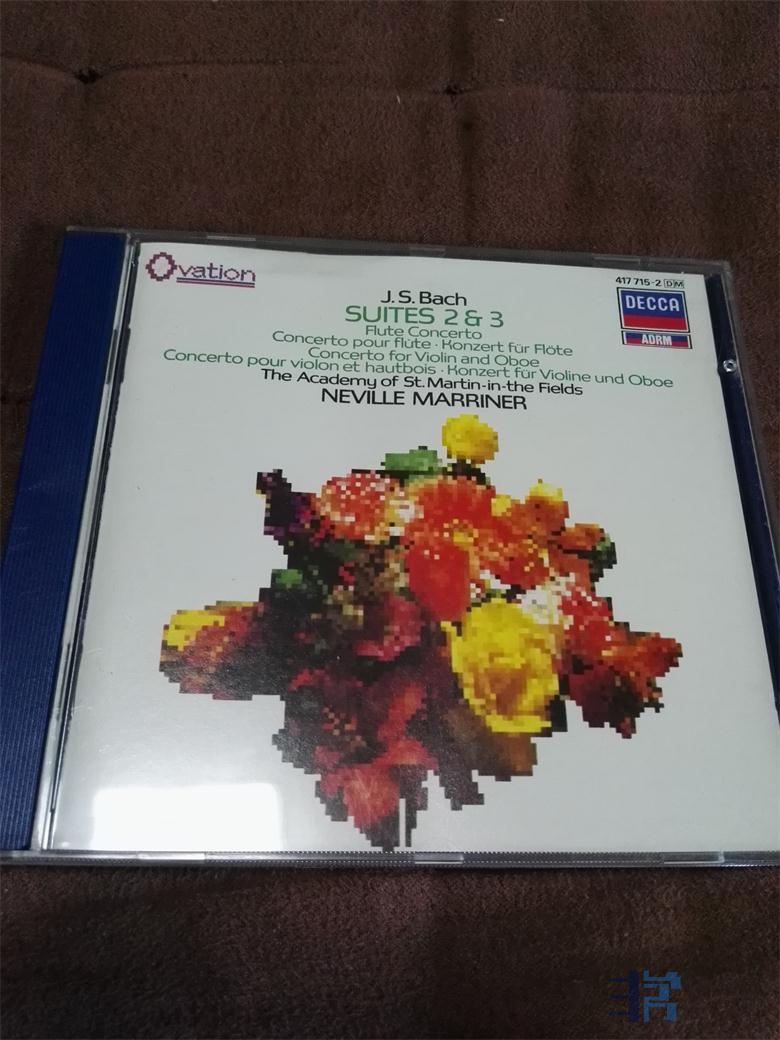 Ovation
417 715-2 DM
DECCA
ADRM
J.S. Bach
SUITES 2 & 3
Flute Concerto
Concerto pour flûte · Konzert für Flöte
Concerto for Violin and Oboe
Concerto pour violon et hautbois · Konzert für Violine und Oboe
The Academy of St. Martin-in-the Fields
NEVILLE MARRINER